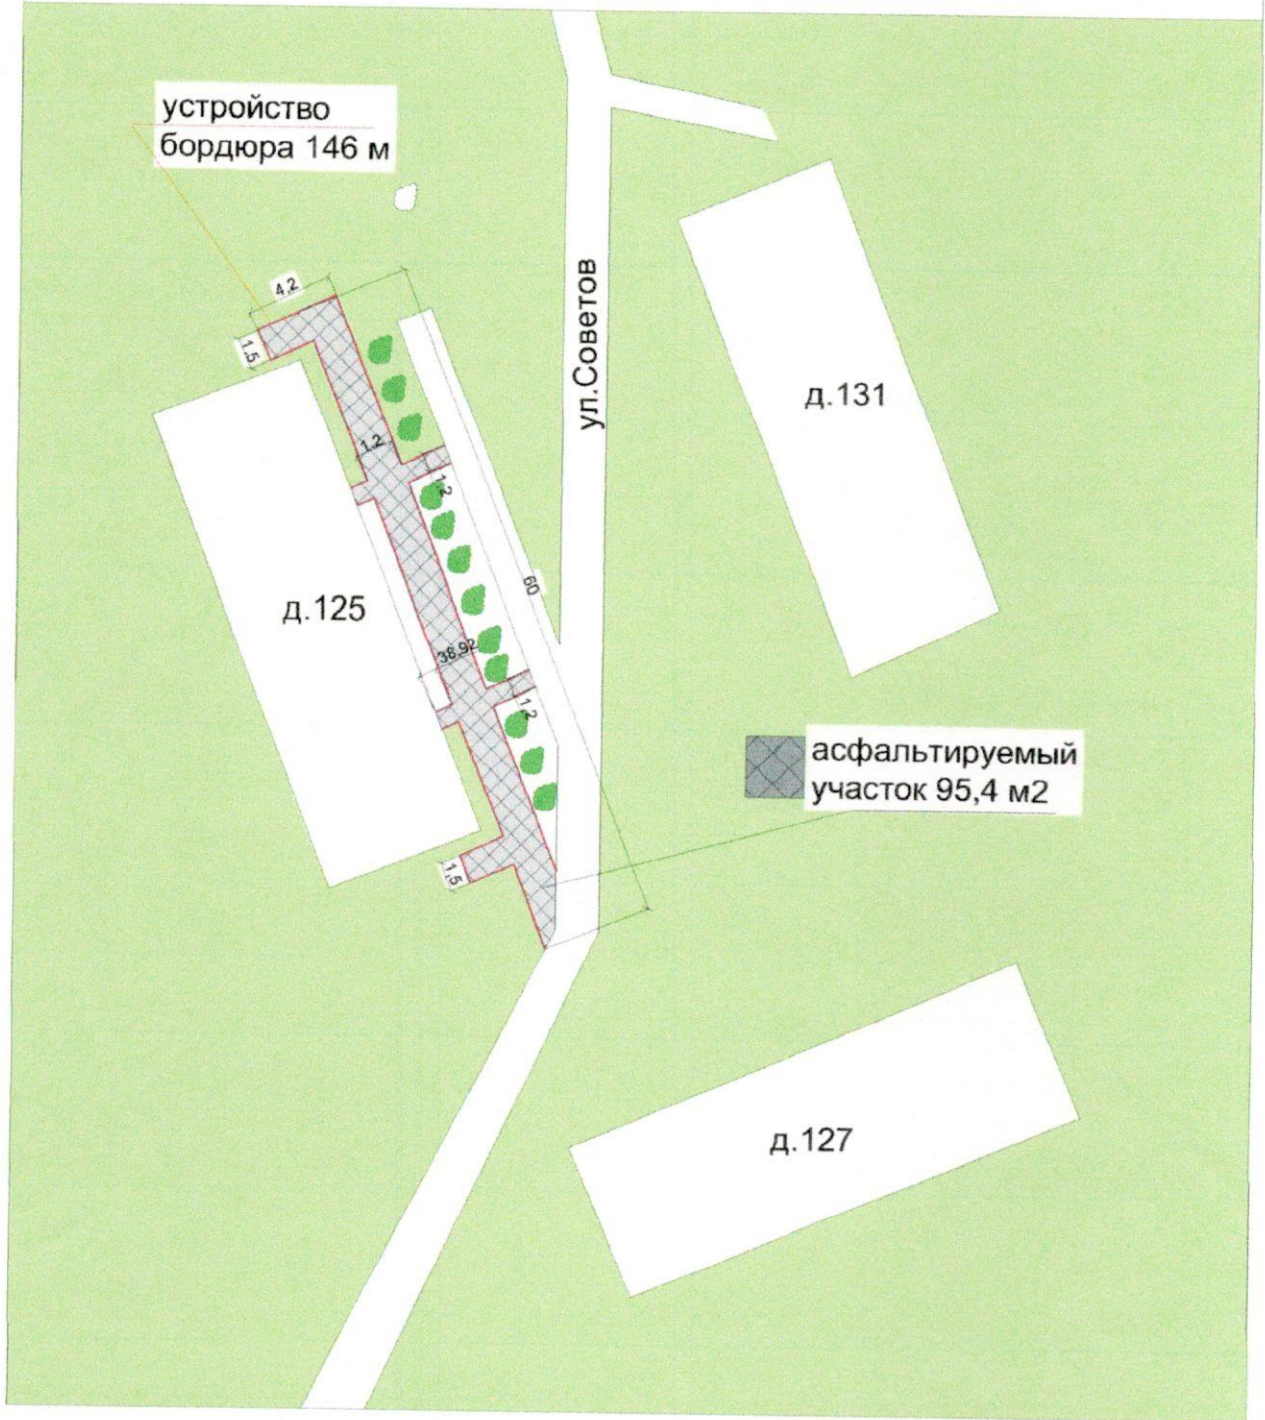 устройство
бордюра 146 м
4,2
1.5
ул.Советов
д.131
1.2
1.2
60
д.125
38,92
1.2
асфальтируемый
участок 95,4 м2
1.5
д.127